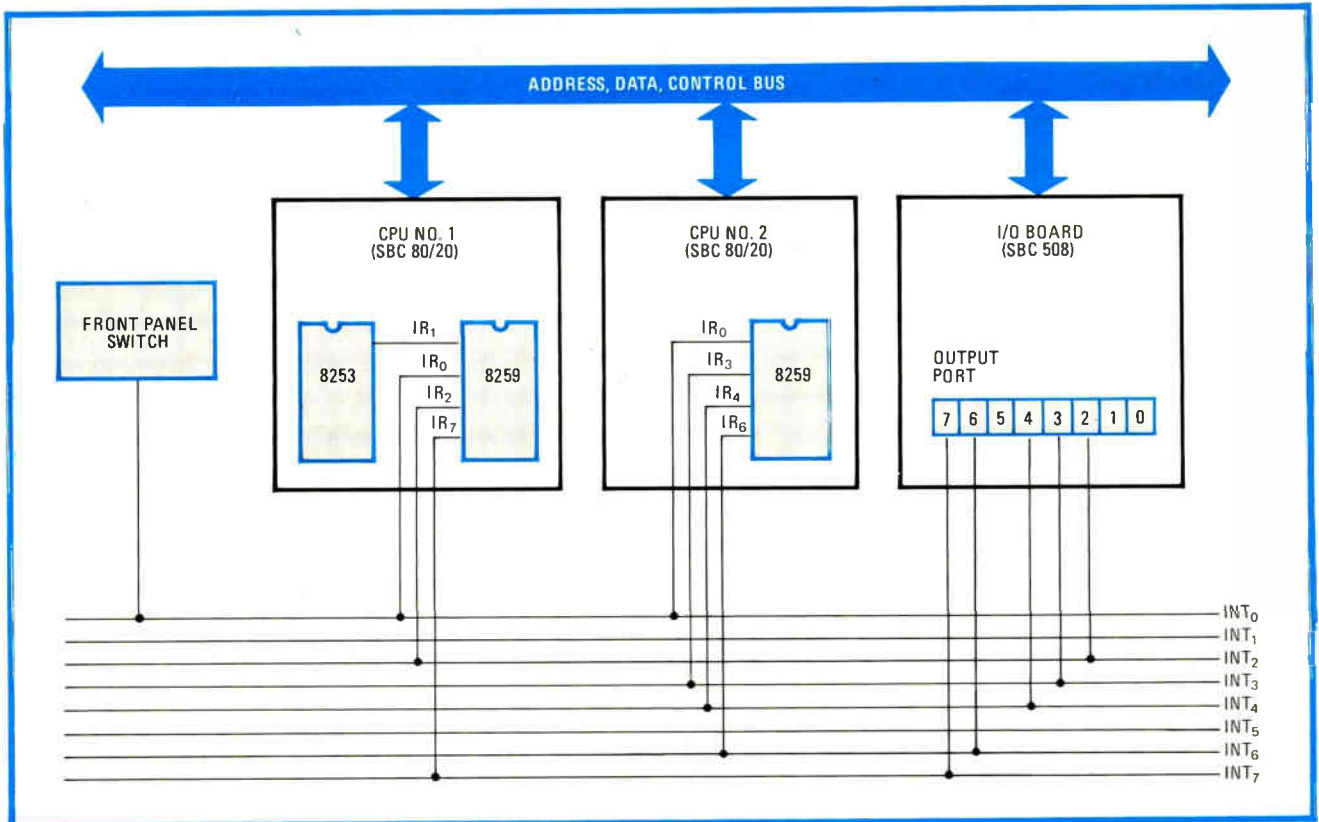 ADDRESS, DATA, CONTROL BUS
CPU NO. 1
(SBC 80/20)
CPU NO. 2
(SBC 80/20)
I/O BOARD
(SBC 508)
FRONT PANEL
SWITCH
8253
IR₁
IR₀
IR₂
IR₇
8259
IR₀
IR₃
IR₄
IR₆
8259
OUTPUT
PORT
7 6 5 4 3 2 1 0
INT₀
INT₁
INT₂
INT₃
INT₄
INT₅
INT₆
INT₇